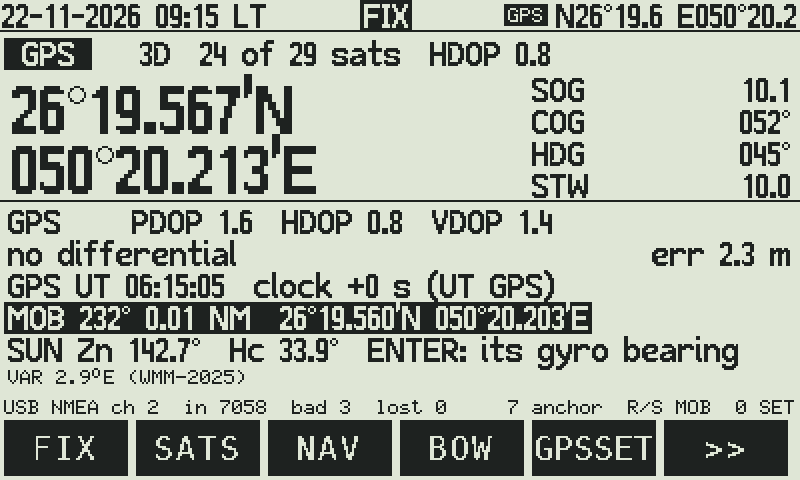 22-11-2026 09:15 LT FIX GPS N26°19.6 E050°20.2
GPS 3D 24 of 29 sats HDOP 0.8
26°19.567'N
050°20.213'E
SOG 10.1
COG 052°
HDG 045°
STW 10.0
GPS PDOP 1.6 HDOP 0.8 VDOP 1.4
no differential err 2.3 m
GPS UT 06:15:05 clock +0 s (UT GPS)
MOB 232° 0.01 NM 26°19.560'N 050°20.203'E
SUN Zn 142.7° Hc 33.9° ENTER: its gyro bearing
VAR 2.9°E (WMM-2025)
USB NMEA ch 2 in 7058 bad 3 lost 0 7 anchor R/S MOB 0 SET
FIX SATS NAV BOW GPSSET >>